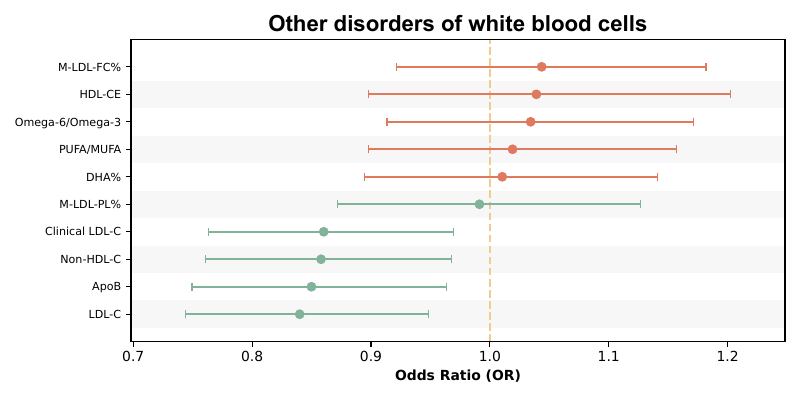 Other disorders of white blood cells
M-LDL-FC%
HDL-CE
Omega-6/Omega-3
PUFA/MUFA
DHA%
M-LDL-PL%
Clinical LDL-C
Non-HDL-C
ApoB
LDL-C
0.7 0.8 0.9 1.0 1.1 1.2
Odds Ratio (OR)